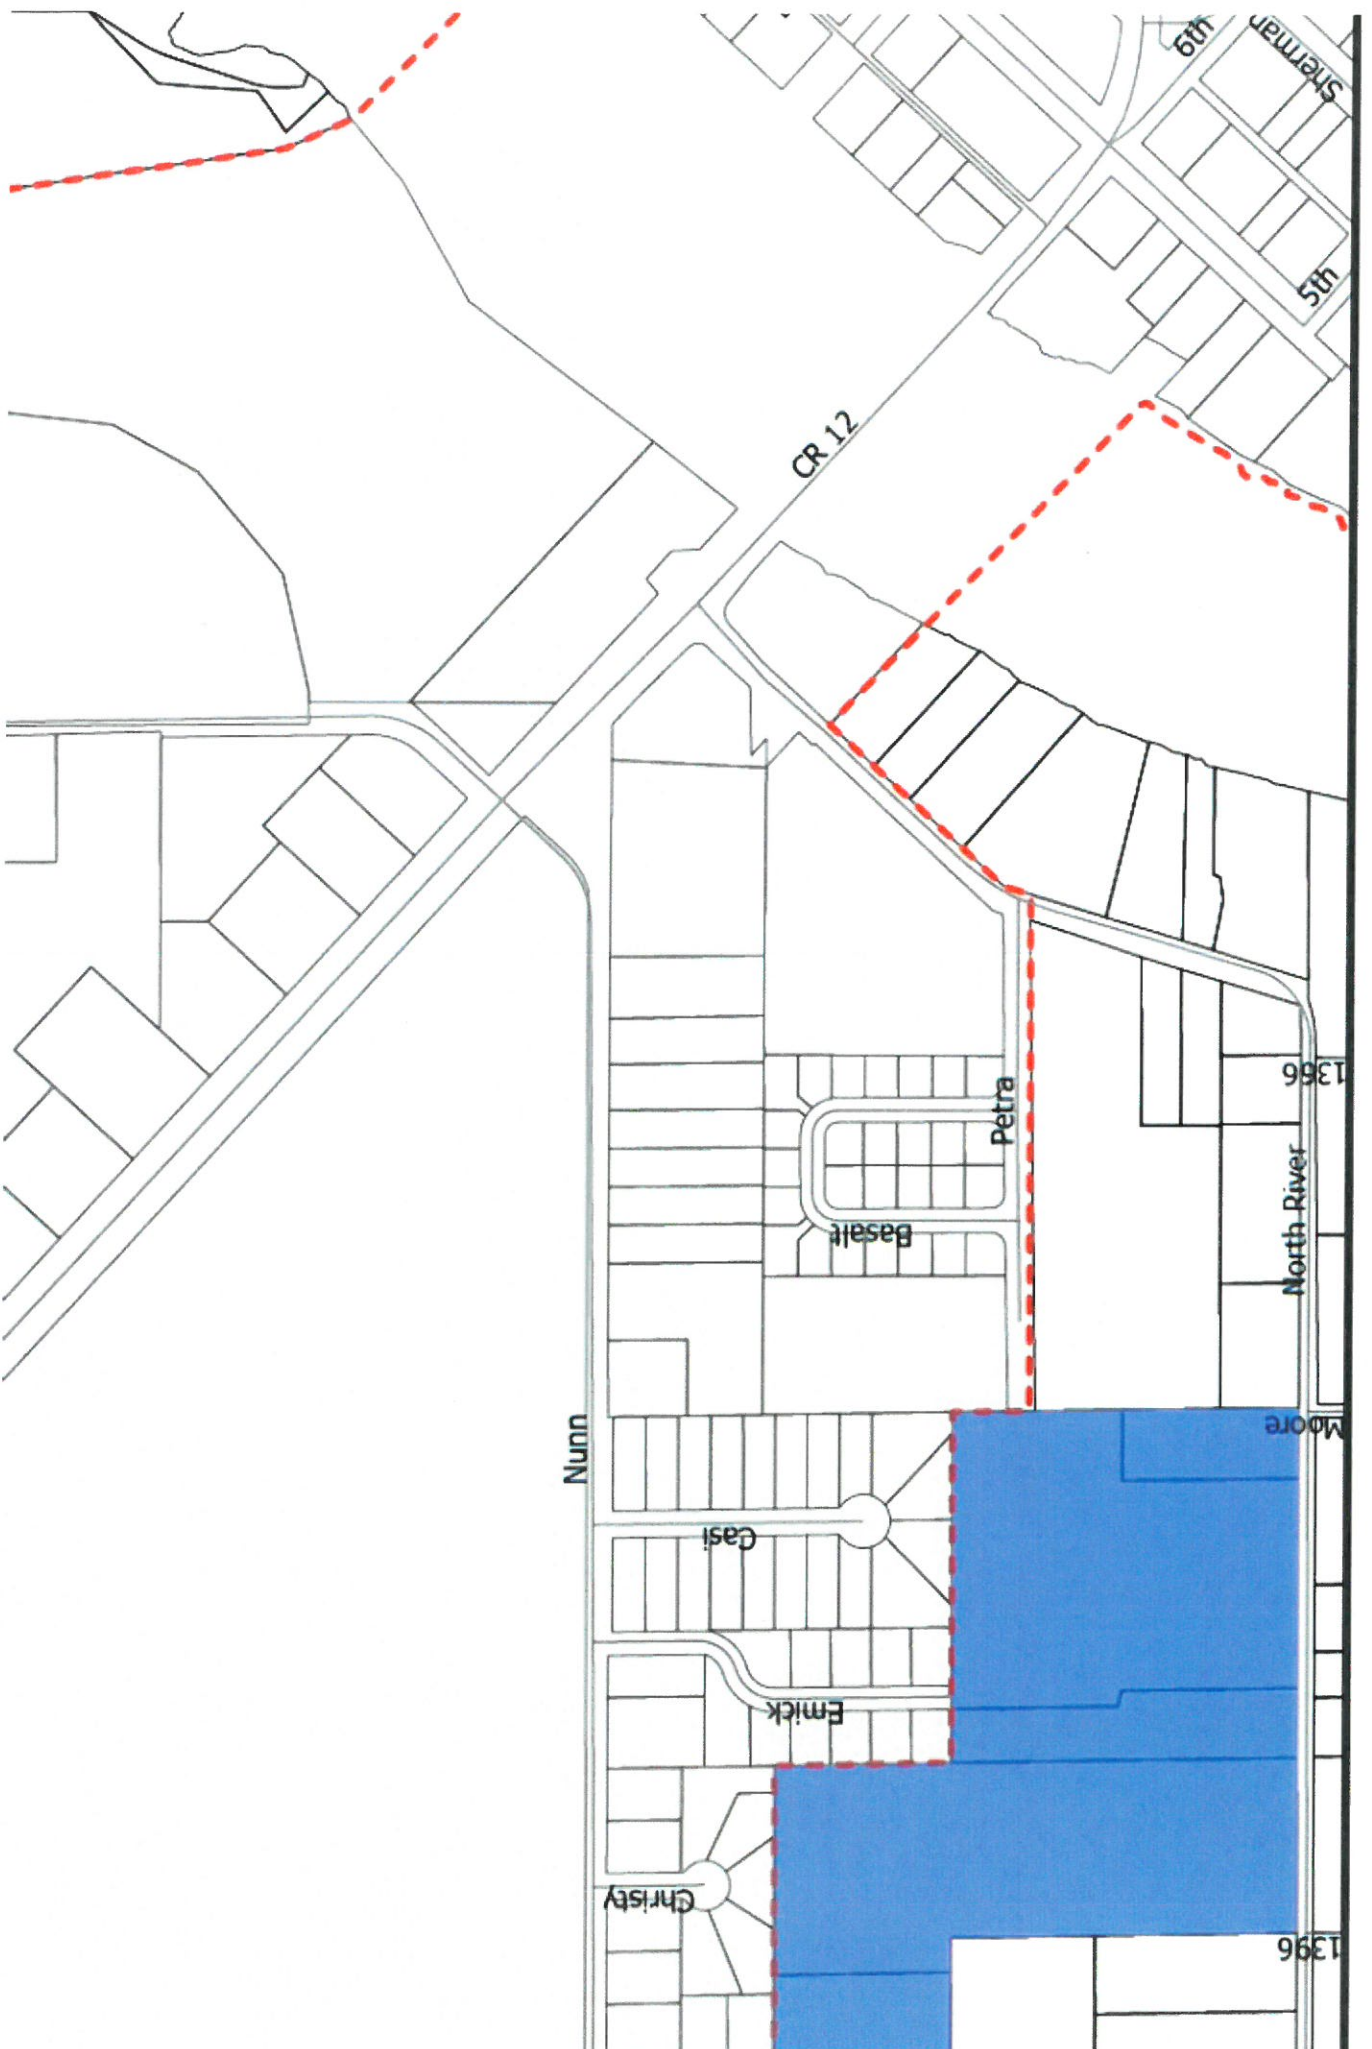 6th
Sherman
5th
CR 12
1366
Petra
North River
Basalt
Moore
Nunn
Casi
Emick
Christy
1396